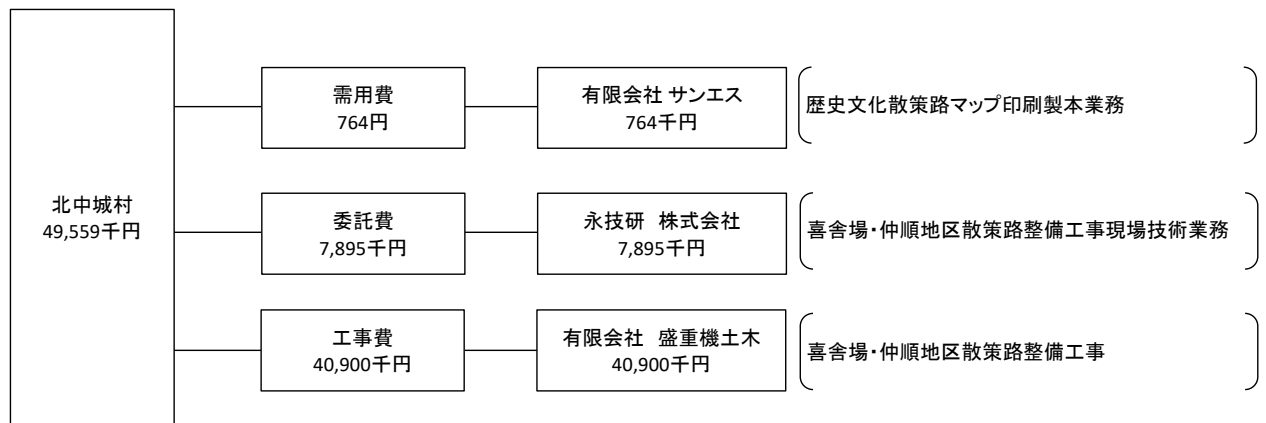 北中城村
49,559千円
需用費
764円
有限会社 サンエス
764千円
歴史文化散策路マップ印刷製本業務
委託費
7,895千円
永技研　株式会社
7,895千円
喜舎場・仲順地区散策路整備工事現場技術業務
工事費
40,900千円
有限会社　盛重機土木
40,900千円
喜舎場・仲順地区散策路整備工事